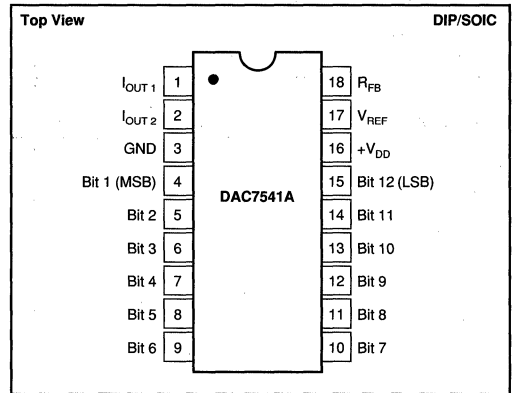 Top View DIP/SOIC
I_OUT 1 1 18 R_FB
I_OUT 2 2 17 V_REF
GND 3 16 +V_DD
Bit 1 (MSB) 4 15 Bit 12 (LSB)
DAC7541A
Bit 2 5 14 Bit 11
Bit 3 6 13 Bit 10
Bit 4 7 12 Bit 9
Bit 5 8 11 Bit 8
Bit 6 9 10 Bit 7